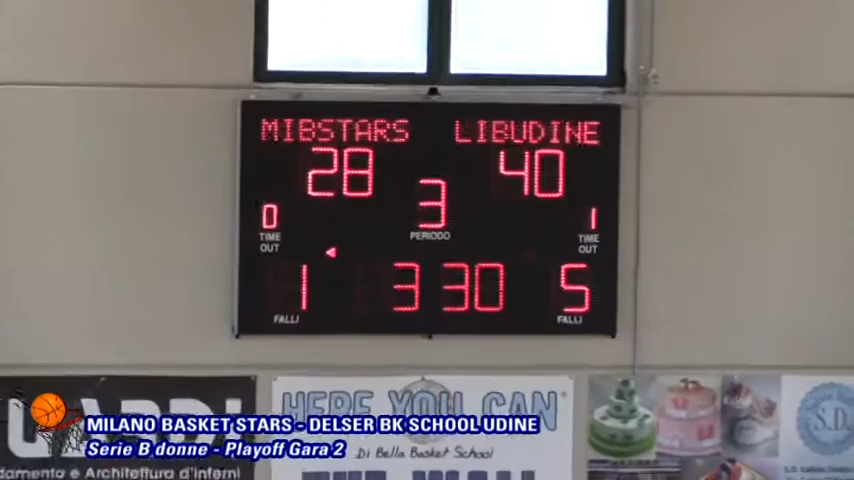 MIBSTARS LIBUDINE
28 3 40
0 PERIODO 1
TIME OUT TIME OUT
1 3 30 5
FALLI FALLI
HERE YOU CAN
MILANO BASKET STARS - DELSER BK SCHOOL UDINE
Serie B donne - Playoff Gara 2
DI BELLA BASKET SCHOOL
amento e Architettura d'interni
S.D.